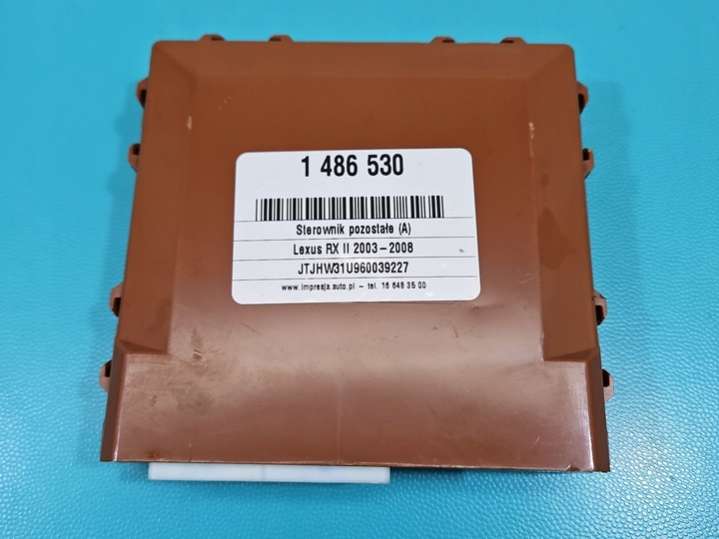 1 486 530
Sterownik pozostałe (A)
Lexus RX II 2003-2008
JTJHW31U960039227
www.impresja.auto.pl - tel. 16 648 35 00